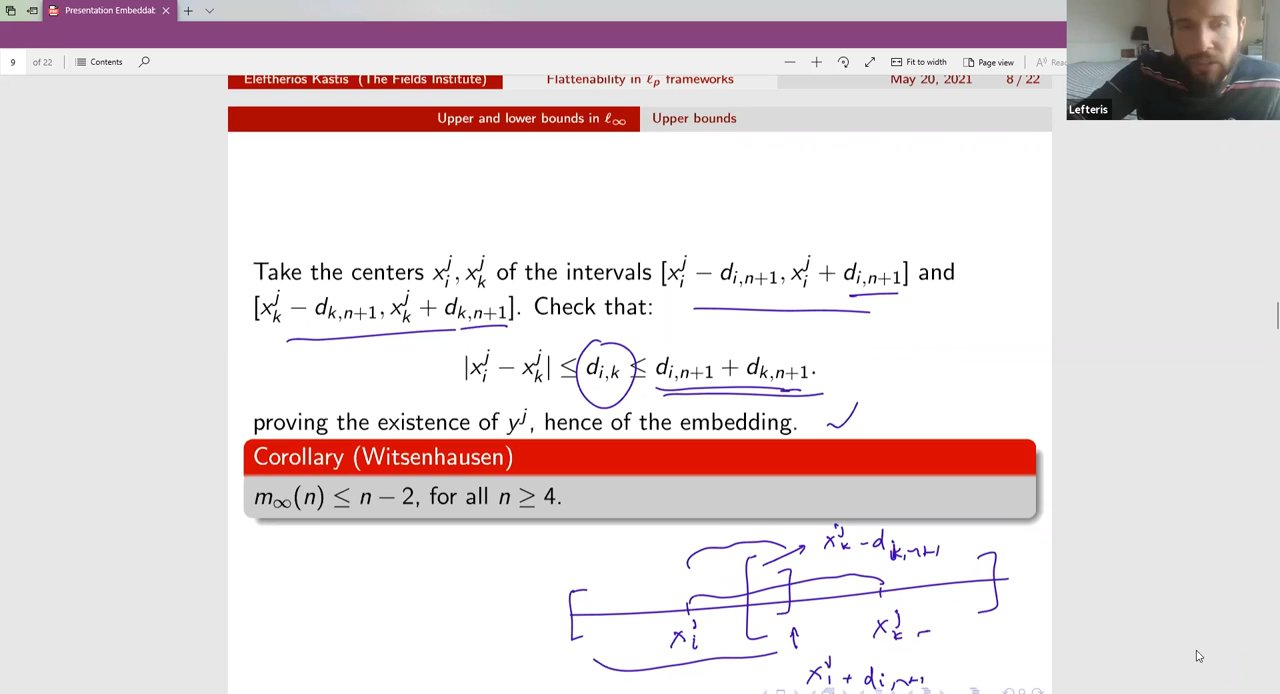 Presentation Embeddab
9 of 22 Contents Fit to width Page view Read
Eleftherios Kastis (The Fields Institute) Flattenability in ℓp frameworks May 20, 2021 8 / 22
Lefteris
Upper and lower bounds in ℓ∞ Upper bounds
Take the centers x_i^j, x_k^j of the intervals [x_i^j − d_{i,n+1}, x_i^j + d_{i,n+1}] and
[x_k^j − d_{k,n+1}, x_k^j + d_{k,n+1}]. Check that:
|x_i^j − x_k^j| ≤ d_{i,k} ≤ d_{i,n+1} + d_{k,n+1}.
proving the existence of y^j, hence of the embedding.
Corollary (Witsenhausen)
m_∞(n) ≤ n − 2, for all n ≥ 4.
x_k^j − d_{k,n+1}
x_i^j
x_k^j
x_i^j + d_{i,n+1}